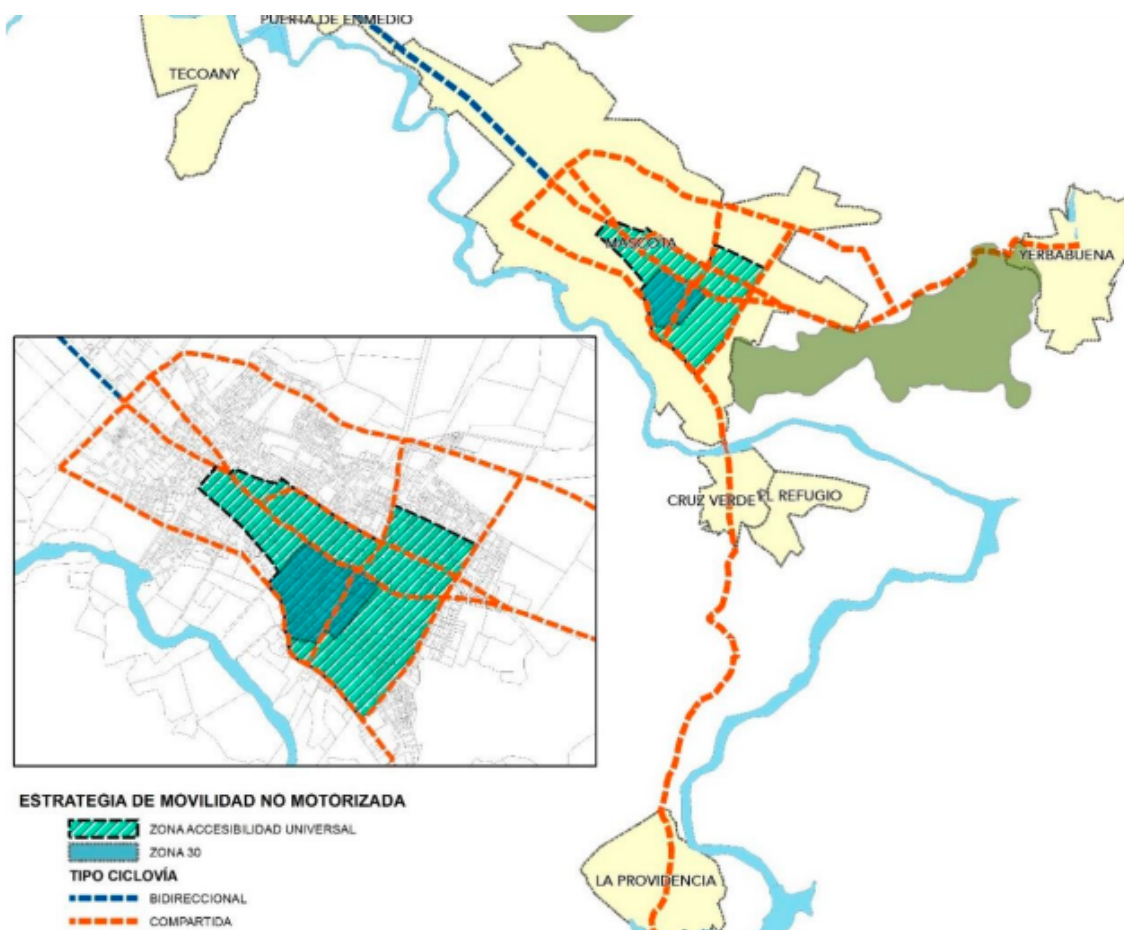 PUERTA DE ENMEDIO
TECOANY
MASCOTA
YERBABUENA
CRUZ VERDE
EL REFUGIO
LA PROVIDENCIA
ESTRATEGIA DE MOVILIDAD NO MOTORIZADA
ZONA ACCESIBILIDAD UNIVERSAL
ZONA 30
TIPO CICLOVÍA
BIDIRECCIONAL
COMPARTIDA